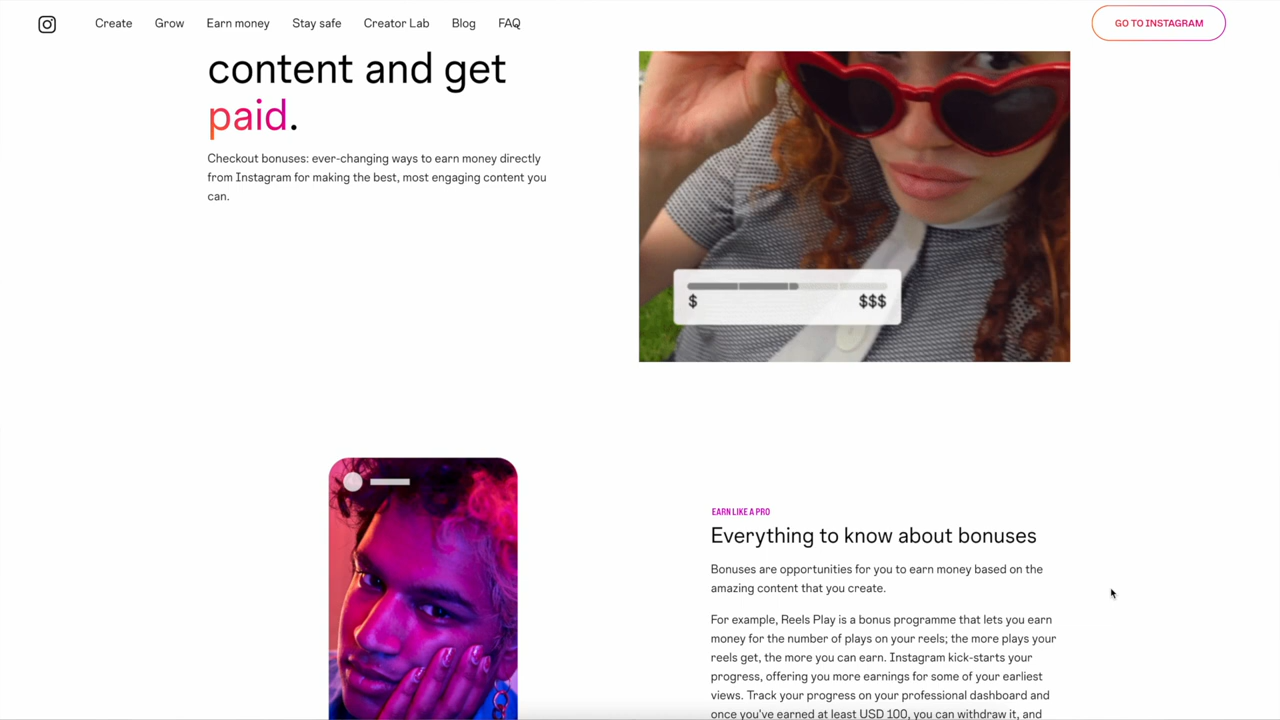 Create Grow Earn money Stay safe Creator Lab Blog FAQ GO TO INSTAGRAM
content and get
paid.
Checkout bonuses: ever-changing ways to earn money directly
from Instagram for making the best, most engaging content you
can.
$ $$$
EARN LIKE A PRO
Everything to know about bonuses
Bonuses are opportunities for you to earn money based on the
amazing content that you create.
For example, Reels Play is a bonus programme that lets you earn
money for the number of plays on your reels; the more plays your
reels get, the more you can earn. Instagram kick-starts your
progress, offering you more earnings for some of your earliest
views. Track your progress on your professional dashboard and
once you've earned at least USD 100, you can withdraw it, and